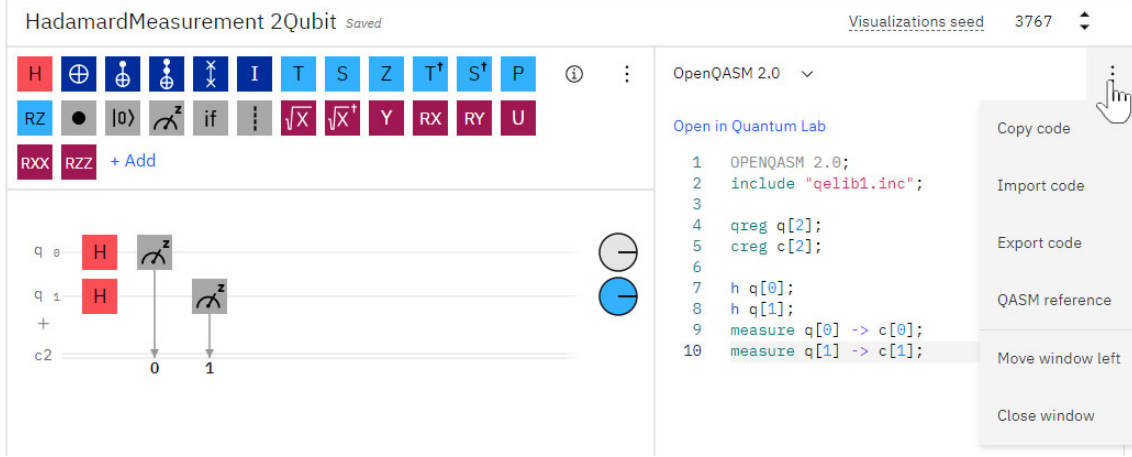 HadamardMeasurement 2Qubit Saved
Visualizations seed 3767
H I T S Z T† S† P
RZ |0⟩ z if √X √X† Y RX RY U
RXX RZZ + Add
q 0 H z
q 1 H z
+
c2
0 1
OpenQASM 2.0
Open in Quantum Lab
1 OPENQASM 2.0;
2 include "qelib1.inc";
3
4 qreg q[2];
5 creg c[2];
6
7 h q[0];
8 h q[1];
9 measure q[0] -> c[0];
10 measure q[1] -> c[1];
Copy code
Import code
Export code
QASM reference
Move window left
Close window